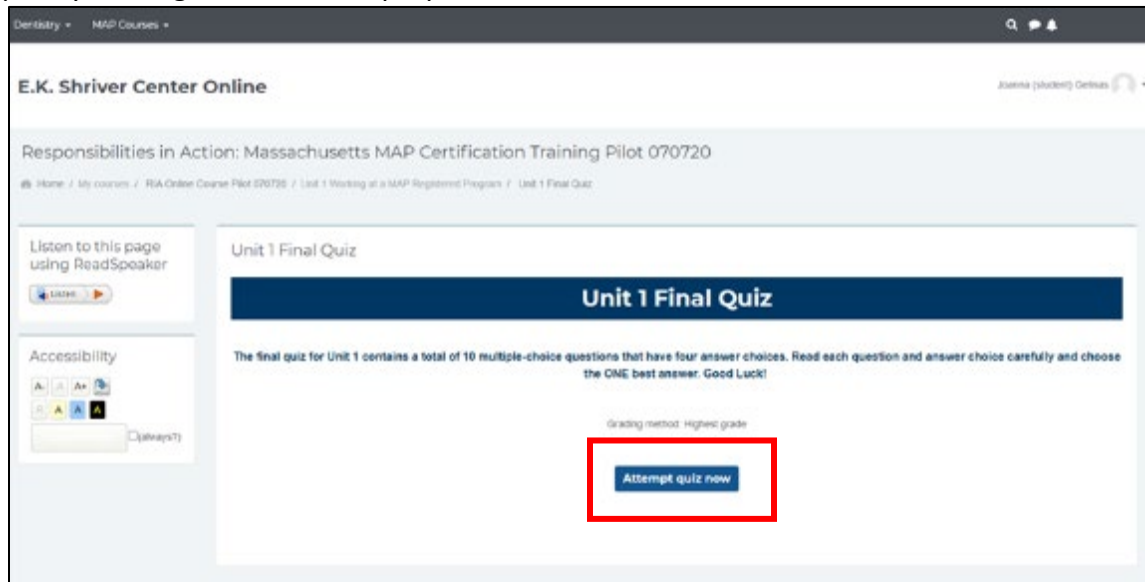 Dentistry MAP Courses
E.K. Shriver Center Online
Joanna (student) Gelinas
Responsibilities in Action: Massachusetts MAP Certification Training Pilot 070720
Home / My courses / RIA Online Course Pilot 070720 / Unit 1 Working at a MAP Registered Program / Unit 1 Final Quiz
Listen to this page
using ReadSpeaker
Listen
Unit 1 Final Quiz
Unit 1 Final Quiz
The final quiz for Unit 1 contains a total of 10 multiple-choice questions that have four answer choices. Read each question and answer choice carefully and choose
the ONE best answer. Good Luck!
Accessibility
A- A A+
R A A A
(always?)
Grading method: Highest grade
Attempt quiz now